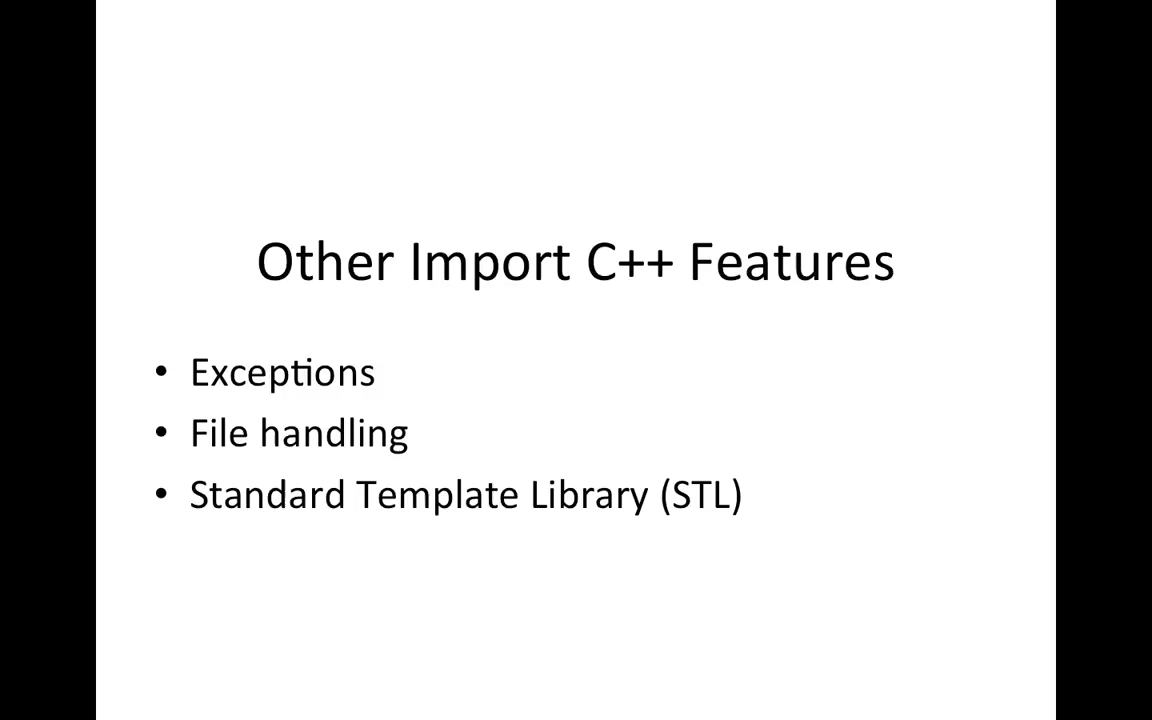 Other Import C++ Features
• Exceptions
• File handling
• Standard Template Library (STL)